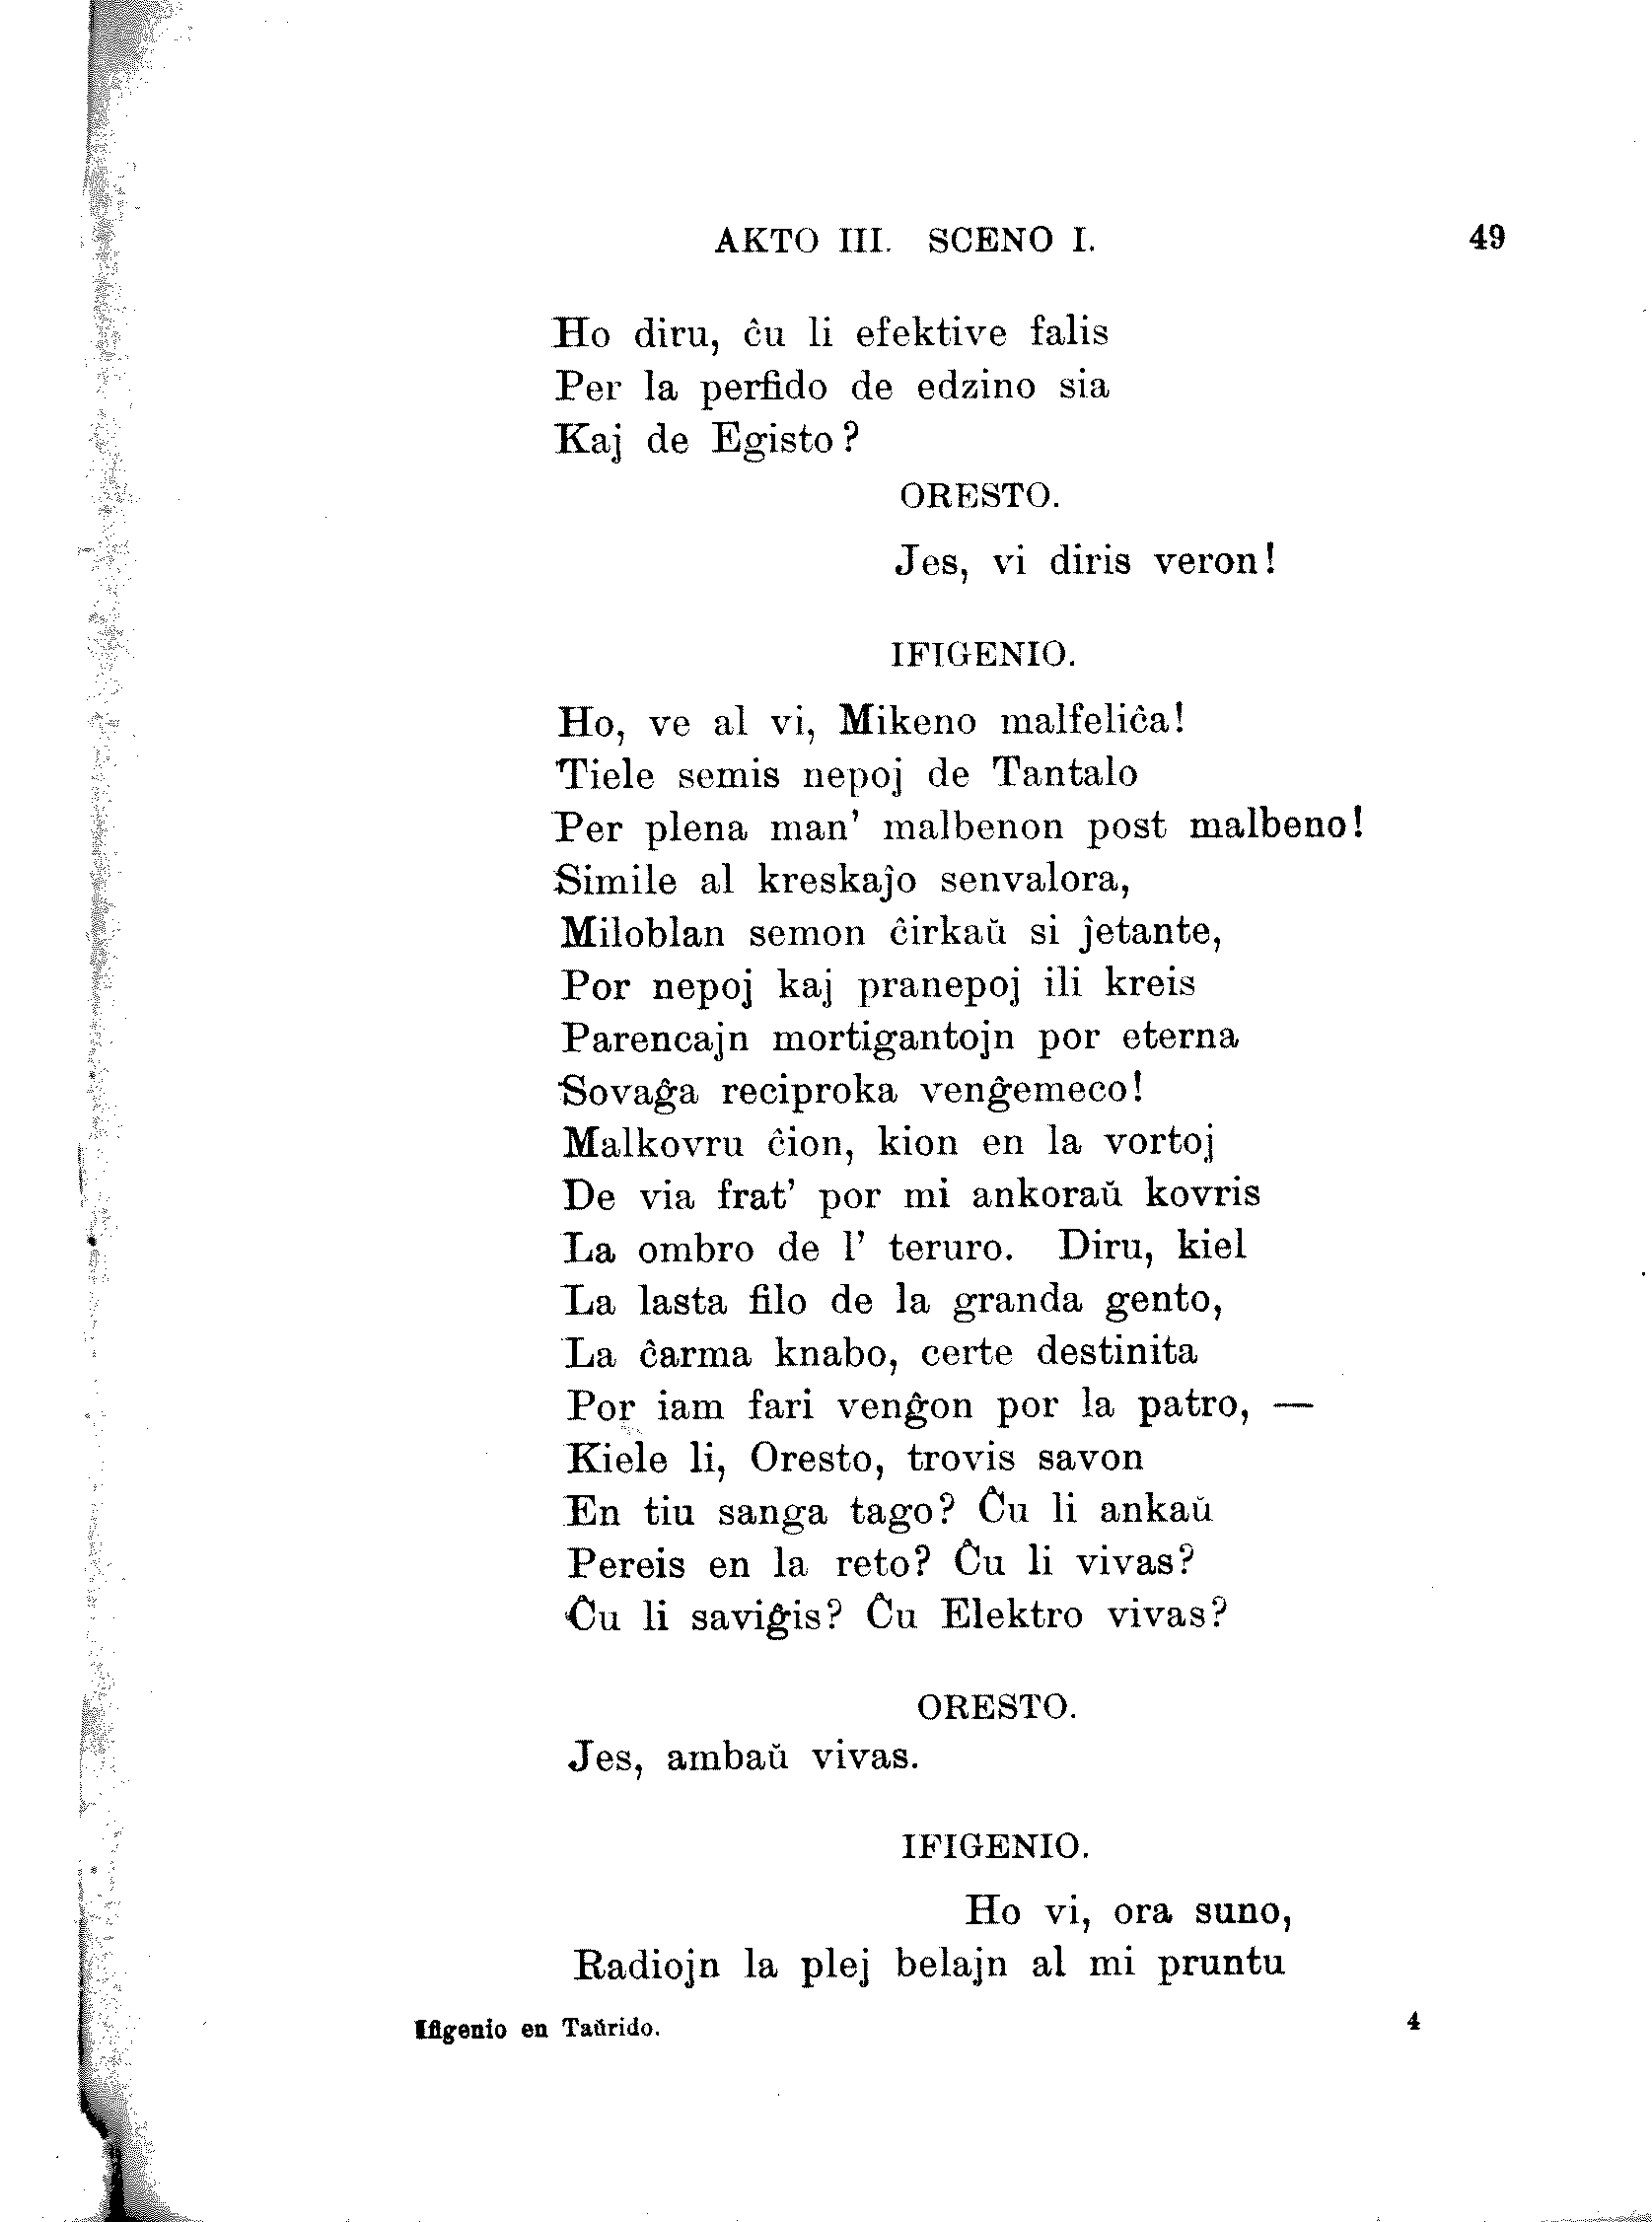 AKTO III. SCENO I. 49
Ho diru, ĉu li efektive falis
Per la perfido de edzino sia
Kaj de Egisto?
ORESTO.
Jes, vi diris veron!
IFIGENIO.
Ho, ve al vi, Mikeno malfeliĉa!
Tiele semis nepoj de Tantalo
Per plena man' malbenon post malbeno!
Simile al kreskaĵo senvalora,
Miloblan semon ĉirkaŭ si ĵetante,
Por nepoj kaj pranepoj ili kreis
Parencajn mortigantojn por eterna
Sovaĝa reciproka venĝemeco!
Malkovru ĉion, kion en la vortoj
De via frat' por mi ankoraŭ kovris
La ombro de l' teruro. Diru, kiel
La lasta filo de la granda gento,
La ĉarma knabo, certe destinita
Por iam fari venĝon por la patro, —
Kiele li, Oresto, trovis savon
En tiu sanga tago? Ĉu li ankaŭ
Pereis en la reto? Ĉu li vivas?
Ĉu li saviĝis? Ĉu Elektro vivas?
ORESTO.
Jes, ambaŭ vivas.
IFIGENIO.
Ho vi, ora suno,
Radiojn la plej belajn al mi pruntu
Ifigenio en Taŭrido. 4